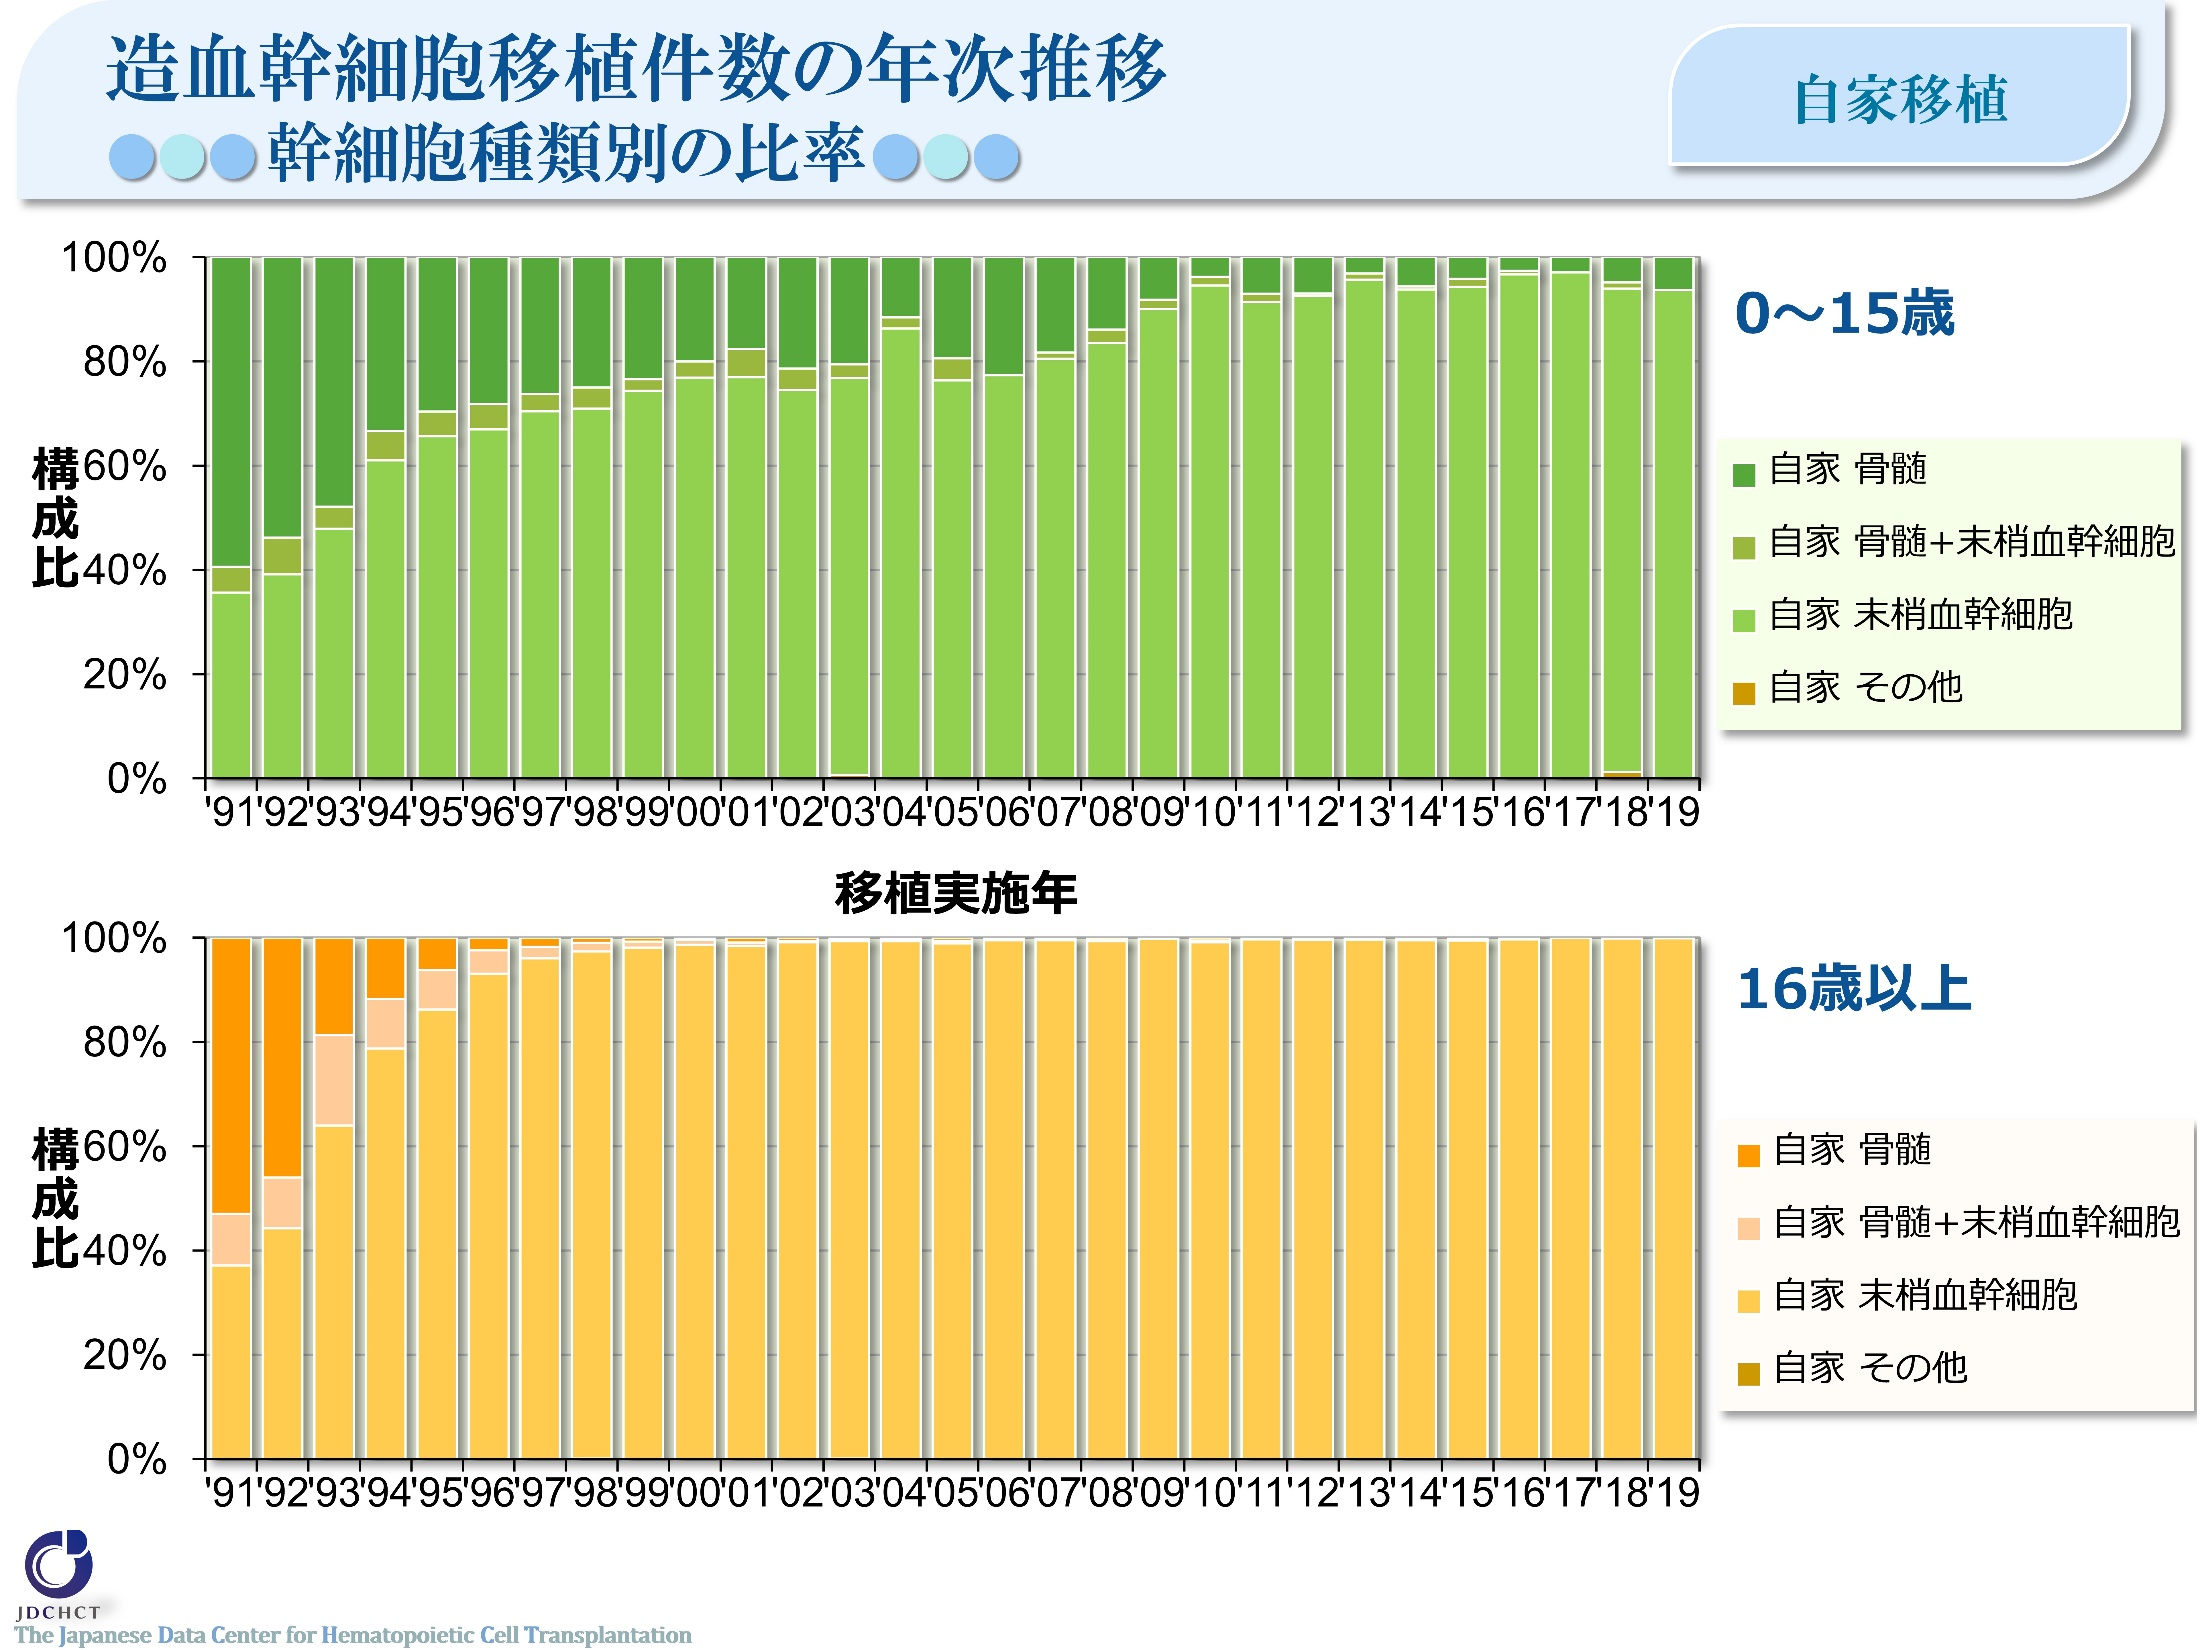 造血幹細胞移植件数の年次推移
幹細胞種類別の比率
自家移植
100%
80%
60%
40%
20%
0%
構成比
'91 '92 '93 '94 '95 '96 '97 '98 '99 '00 '01 '02 '03 '04 '05 '06 '07 '08 '09 '10 '11 '12 '13 '14 '15 '16 '17 '18 '19
移植実施年
0～15歳
自家 骨髄
自家 骨髄+末梢血幹細胞
自家 末梢血幹細胞
自家 その他
100%
80%
60%
40%
20%
0%
構成比
'91 '92 '93 '94 '95 '96 '97 '98 '99 '00 '01 '02 '03 '04 '05 '06 '07 '08 '09 '10 '11 '12 '13 '14 '15 '16 '17 '18 '19
16歳以上
自家 骨髄
自家 骨髄+末梢血幹細胞
自家 末梢血幹細胞
自家 その他
JDCHCT
The Japanese Data Center for Hematopoietic Cell Transplantation